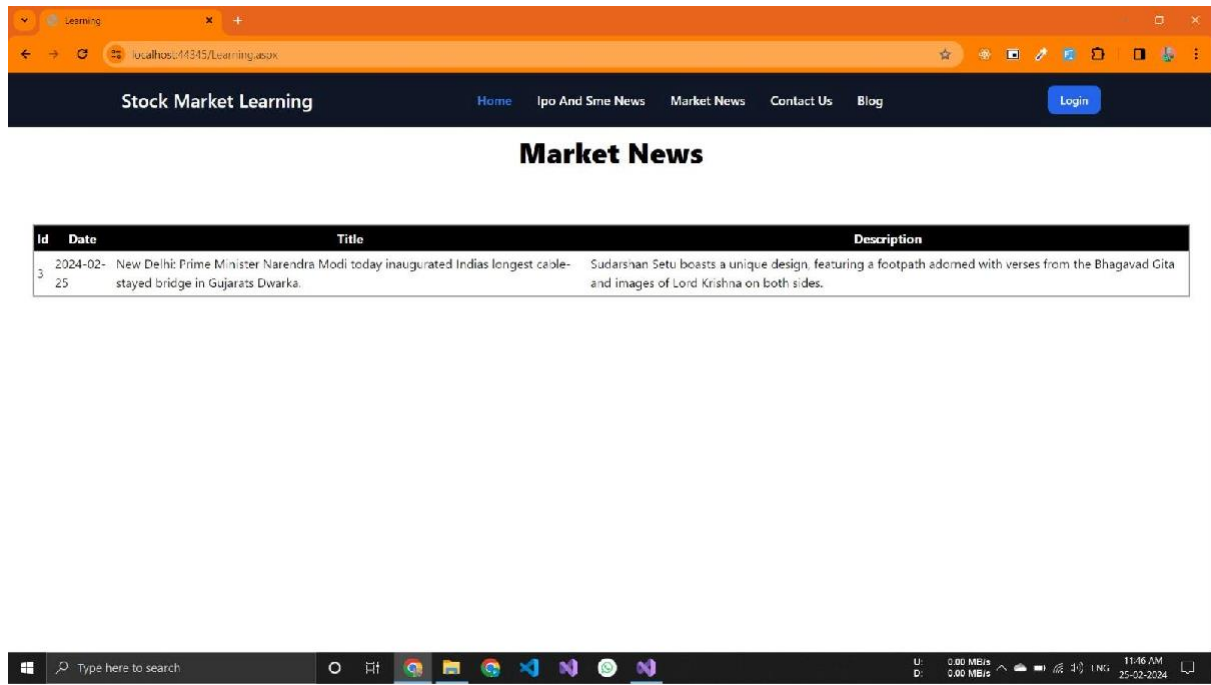 Learning
localhost:44345/Learning.aspx
Stock Market Learning Home Ipo And Sme News Market News Contact Us Blog Login
Market News
Id Date Title Description
3 2024-02-25 New Delhi: Prime Minister Narendra Modi today inaugurated Indias longest cable-
stayed bridge in Gujarats Dwarka.
Sudarshan Setu boasts a unique design, featuring a footpath adorned with verses from the Bhagavad Gita
and images of Lord Krishna on both sides.
Type here to search
U: 0.00 MB/s
D: 0.00 MB/s
ENG
11:46 AM
25-02-2024